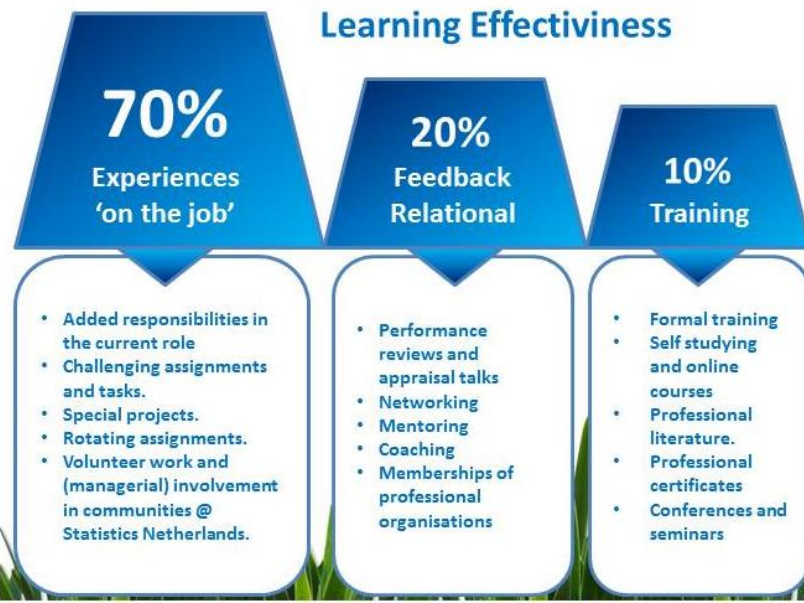 Learning Effectiviness
70%
Experiences
‘on the job’
• Added responsibilities in
the current role
• Challenging assignments
and tasks.
• Special projects.
• Rotating assignments.
• Volunteer work and
(managerial) involvement
in communities @
Statistics Netherlands.
20%
Feedback
Relational
• Performance
reviews and
appraisal talks
• Networking
• Mentoring
• Coaching
• Memberships of
professional
organisations
10%
Training
• Formal training
• Self studying
and online
courses
• Professional
literature.
• Professional
certificates
• Conferences and
seminars